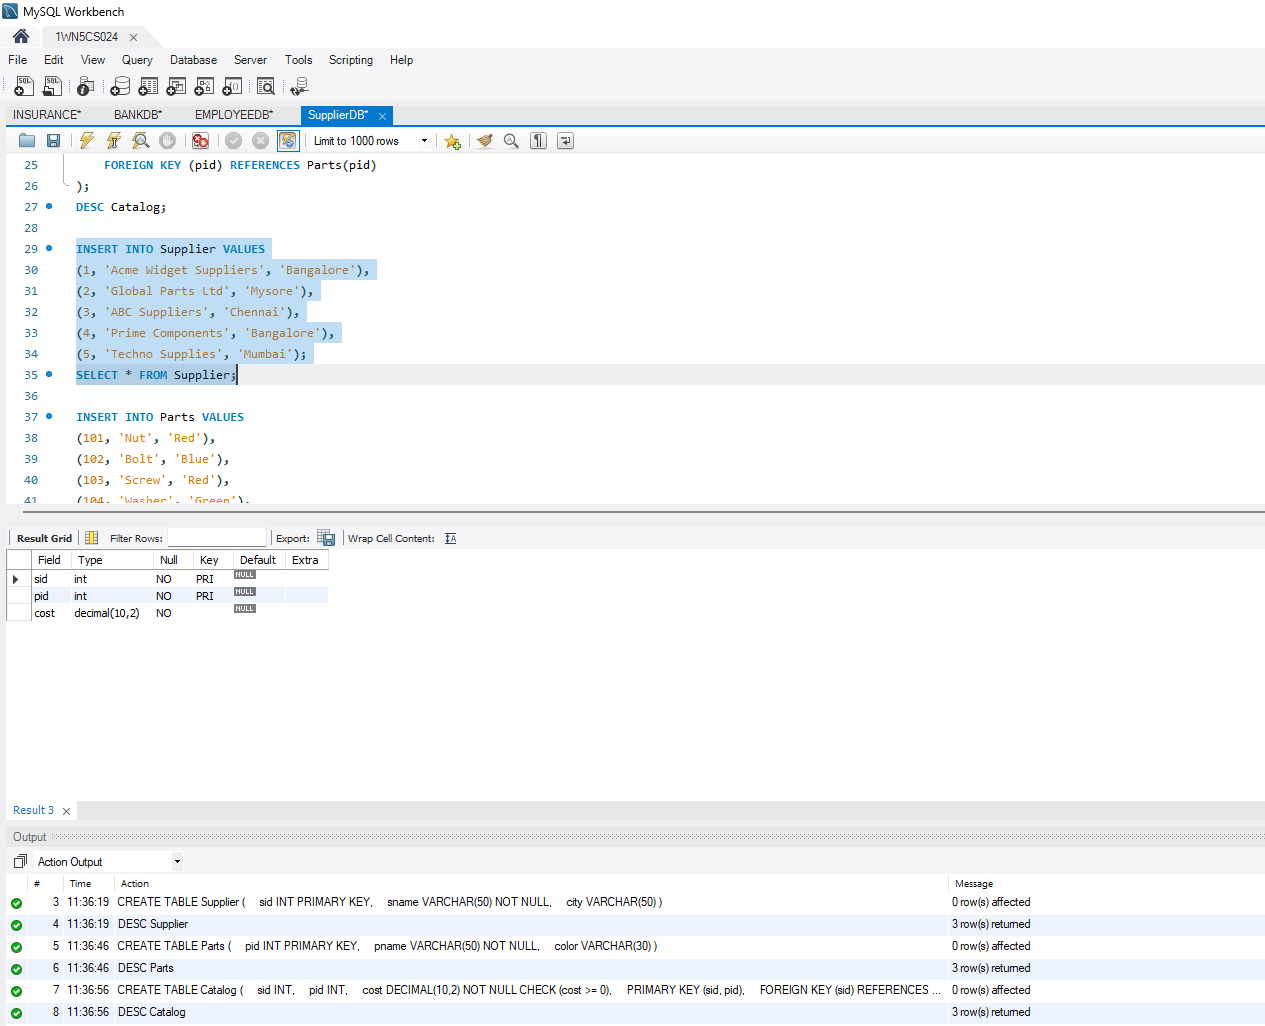 MySQL Workbench
1WN5CS024
File Edit View Query Database Server Tools Scripting Help
INSURANCE* BANKDB* EMPLOYEEDB* SupplierDB*
Limit to 1000 rows
25 FOREIGN KEY (pid) REFERENCES Parts(pid)
26 );
27 DESC Catalog;
28
29 INSERT INTO Supplier VALUES
30 (1, 'Acme Widget Suppliers', 'Bangalore'),
31 (2, 'Global Parts Ltd', 'Mysore'),
32 (3, 'ABC Suppliers', 'Chennai'),
33 (4, 'Prime Components', 'Bangalore'),
34 (5, 'Techno Supplies', 'Mumbai');
35 SELECT * FROM Supplier;
36
37 INSERT INTO Parts VALUES
38 (101, 'Nut', 'Red'),
39 (102, 'Bolt', 'Blue'),
40 (103, 'Screw', 'Red'),
41 (104, 'Washer', 'Green'),
Result Grid Filter Rows: Export: Wrap Cell Content:
Field Type Null Key Default Extra
sid int NO PRI NULL
pid int NO PRI NULL
cost decimal(10,2) NO NULL
Result 3
Output
Action Output
# Time Action Message
3 11:36:19 CREATE TABLE Supplier ( sid INT PRIMARY KEY, sname VARCHAR(50) NOT NULL, city VARCHAR(50) ) 0 row(s) affected
4 11:36:19 DESC Supplier 3 row(s) returned
5 11:36:46 CREATE TABLE Parts ( pid INT PRIMARY KEY, pname VARCHAR(50) NOT NULL, color VARCHAR(30) ) 0 row(s) affected
6 11:36:46 DESC Parts 3 row(s) returned
7 11:36:56 CREATE TABLE Catalog ( sid INT, pid INT, cost DECIMAL(10,2) NOT NULL CHECK (cost >= 0), PRIMARY KEY (sid, pid), FOREIGN KEY (sid) REFERENCES ... 0 row(s) affected
8 11:36:56 DESC Catalog 3 row(s) returned